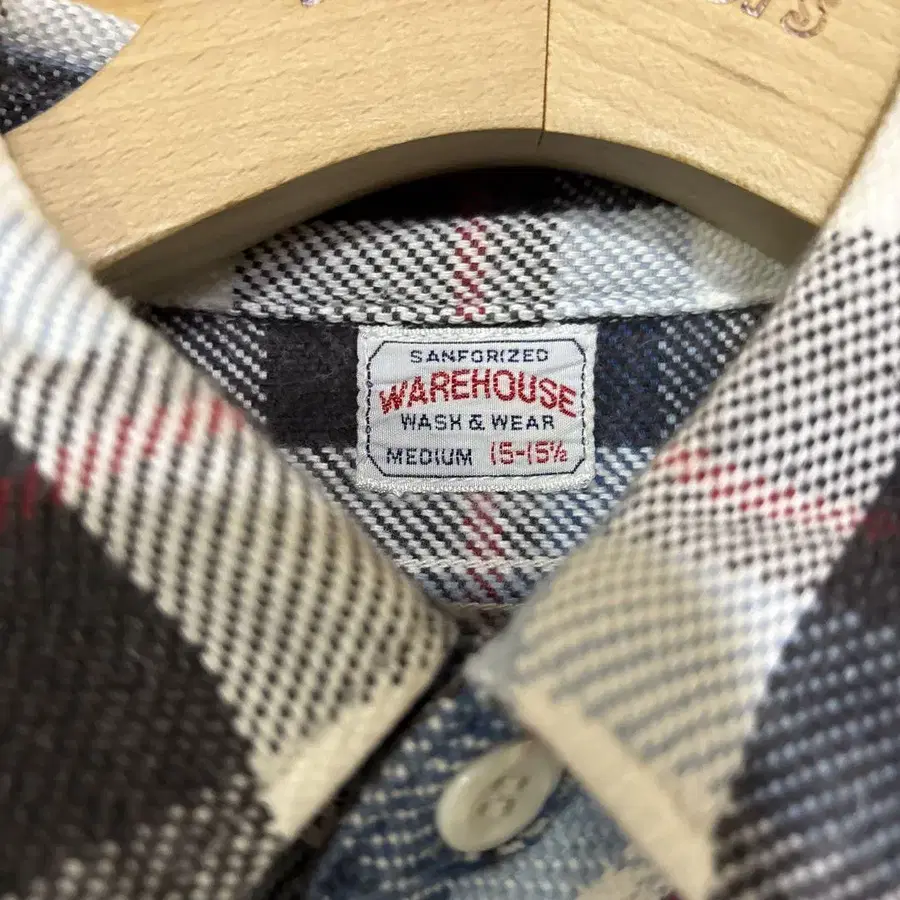 SANFORIZED
WAREHOUSE
WASH & WEAR
MEDIUM 15-15½